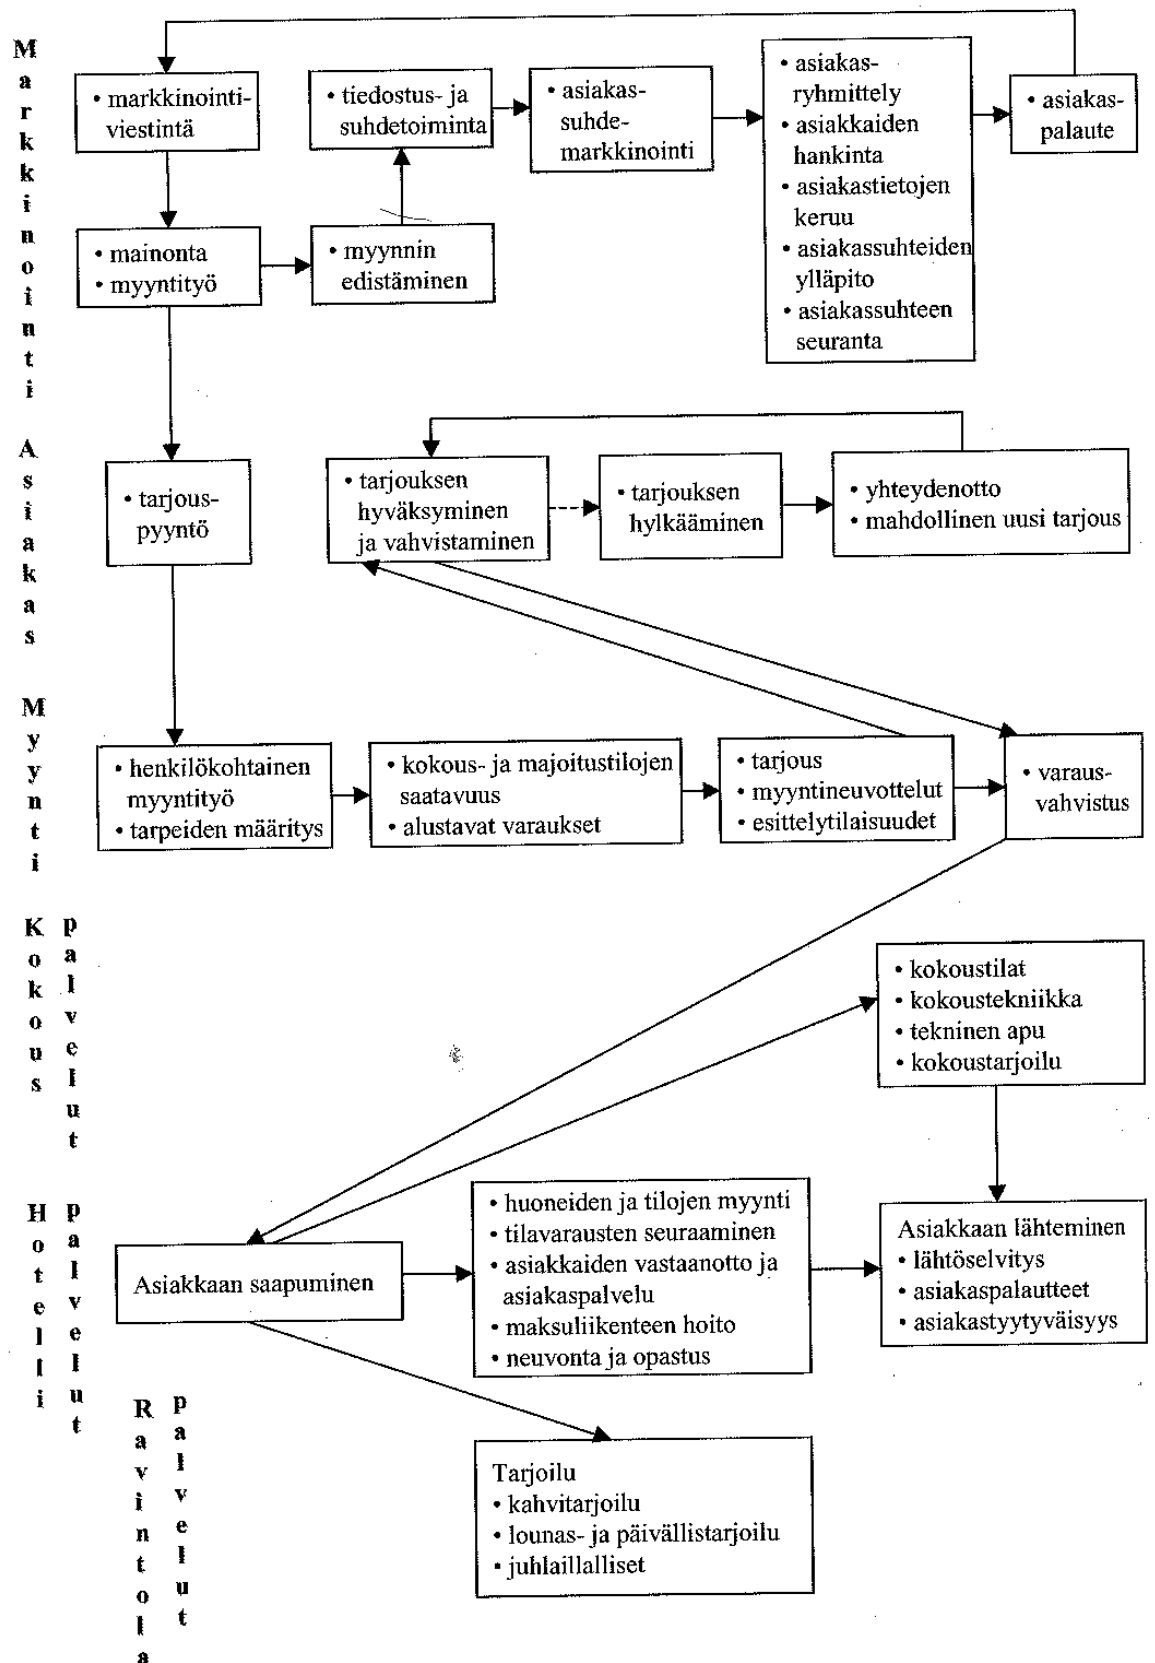 Markkinointi
• markkinointi-
viestintä
• tiedostus- ja
suhdetoiminta
• asiakas-
suhde-
markkinointi
• asiakas-
ryhmittely
• asiakkaiden
hankinta
• asiakastietojen
keruu
• asiakassuhteiden
ylläpito
• asiakassuhteen
seuranta
• asiakas-
palaute
• mainonta
• myyntityö
• myynnin
edistäminen
Asiakas
• tarjous-
pyyntö
• tarjouksen
hyväksyminen
ja vahvistaminen
• tarjouksen
hylkääminen
• yhteydenotto
• mahdollinen uusi tarjous
Myynti
• henkilökohtainen
myyntityö
• tarpeiden määritys
• kokous- ja majoitustilojen
saatavuus
• alustavat varaukset
• tarjous
• myyntineuvottelut
• esittelytilaisuudet
• varaus-
vahvistus
Kokous
palvelut
• kokoustilat
• kokoustekniikka
• tekninen apu
• kokoustarjoilu
Hotelli
palvelut
Asiakkaan saapuminen
• huoneiden ja tilojen myynti
• tilavarausten seuraaminen
• asiakkaiden vastaanotto ja
asiakaspalvelu
• maksuliikenteen hoito
• neuvonta ja opastus
Asiakkaan lähteminen
• lähtöselvitys
• asiakaspalautteet
• asiakastyytyväisyys
Ravintola
palvelut
Tarjoilu
• kahvitarjoilu
• lounas- ja päivällistarjoilu
• juhlaillalliset